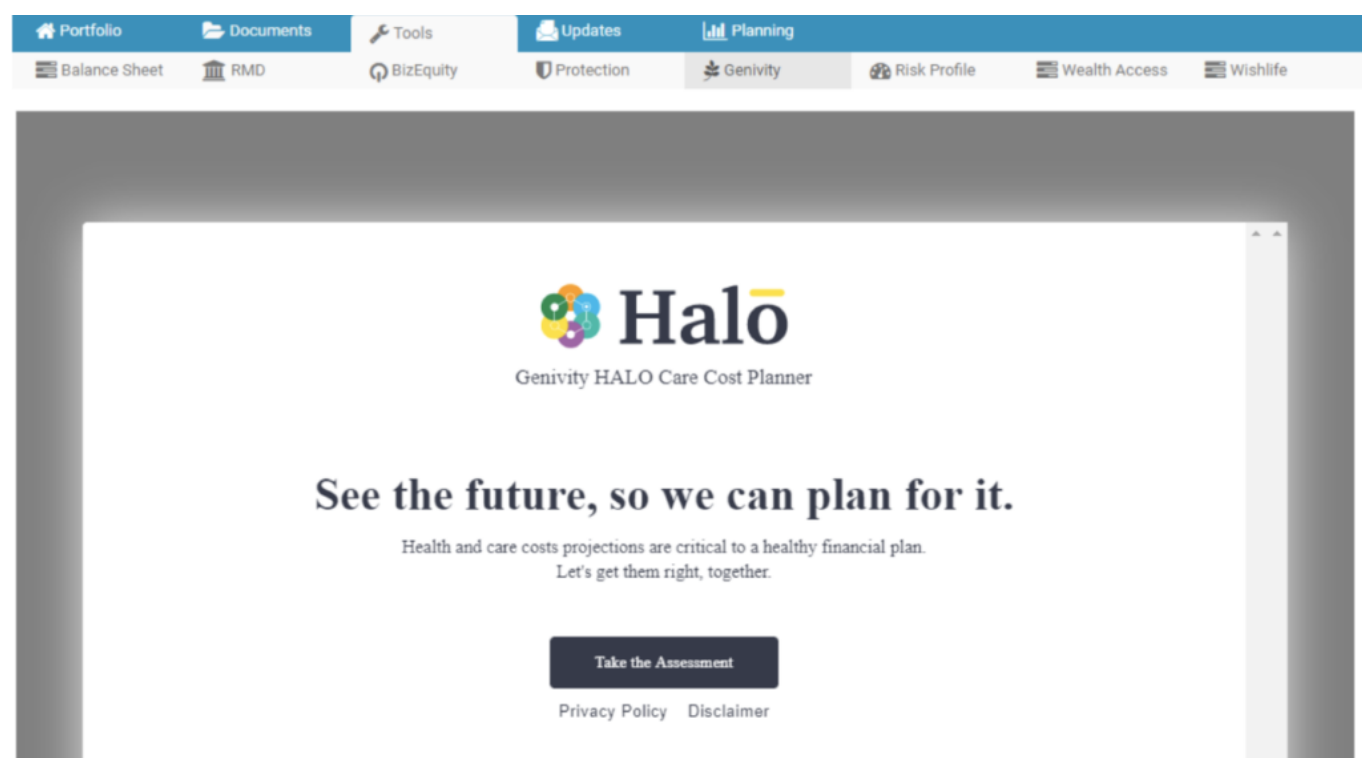 Portfolio Documents Tools Updates Planning
Balance Sheet RMD BizEquity Protection Genivity Risk Profile Wealth Access Wishlife
Halō
Genivity HALO Care Cost Planner
See the future, so we can plan for it.
Health and care costs projections are critical to a healthy financial plan.
Let's get them right, together.
Take the Assessment
Privacy Policy Disclaimer